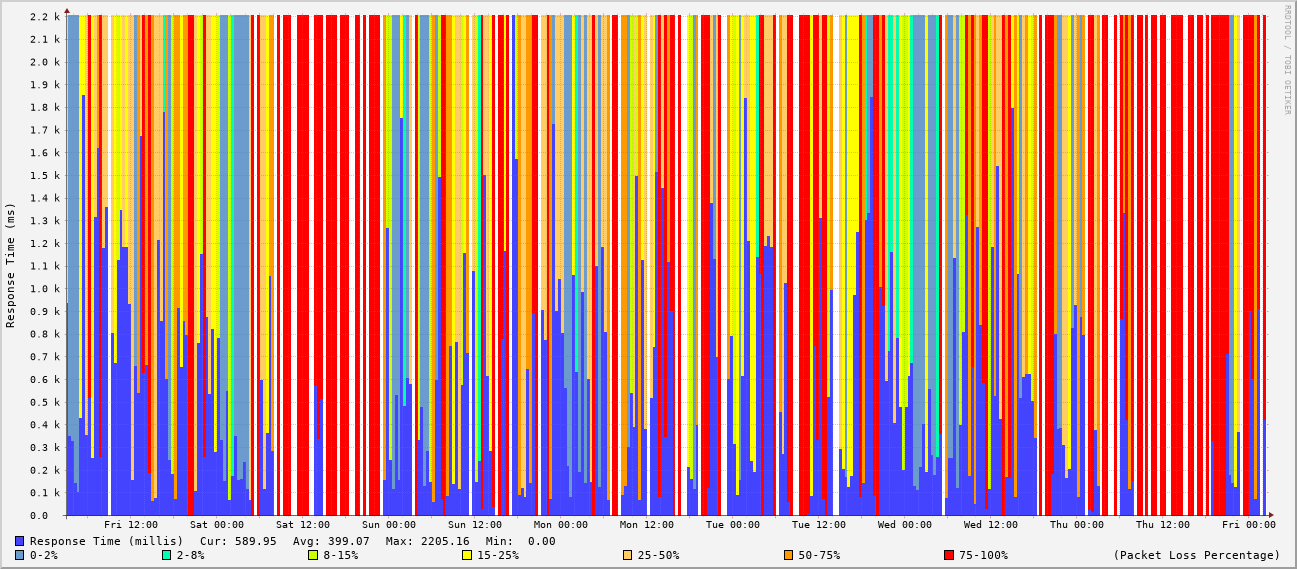 2.2 k
2.1 k
2.0 k
1.9 k
1.8 k
1.7 k
1.6 k
1.5 k
1.4 k
1.3 k
1.2 k
1.1 k
1.0 k
0.9 k
0.8 k
0.7 k
0.6 k
0.5 k
0.4 k
0.3 k
0.2 k
0.1 k
0.0
Response Time (ms)
RRDTOOL / TOBI OETIKER
Fri 12:00 Sat 00:00 Sat 12:00 Sun 00:00 Sun 12:00 Mon 00:00 Mon 12:00 Tue 00:00 Tue 12:00 Wed 00:00 Wed 12:00 Thu 00:00 Thu 12:00 Fri 00:00
Response Time (millis) Cur: 589.95 Avg: 399.07 Max: 2205.16 Min: 0.00
0-2% 2-8% 8-15% 15-25% 25-50% 50-75% 75-100% (Packet Loss Percentage)